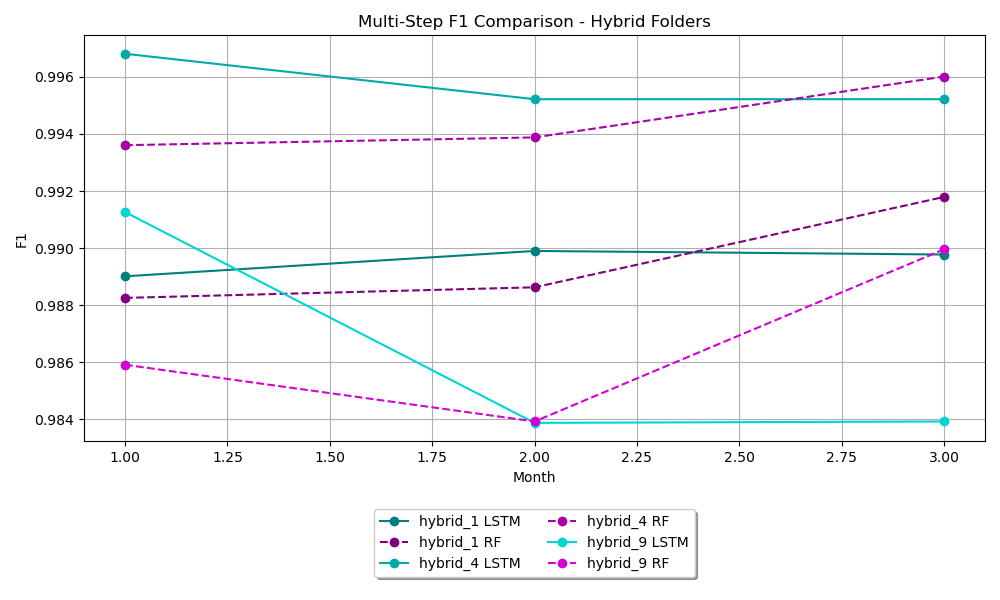 Multi-Step F1 Comparison - Hybrid Folders
0.996
0.994
0.992
0.990
0.988
0.986
0.984
F1
1.00 1.25 1.50 1.75 2.00 2.25 2.50 2.75 3.00
Month
hybrid_1 LSTM
hybrid_1 RF
hybrid_4 LSTM
hybrid_4 RF
hybrid_9 LSTM
hybrid_9 RF